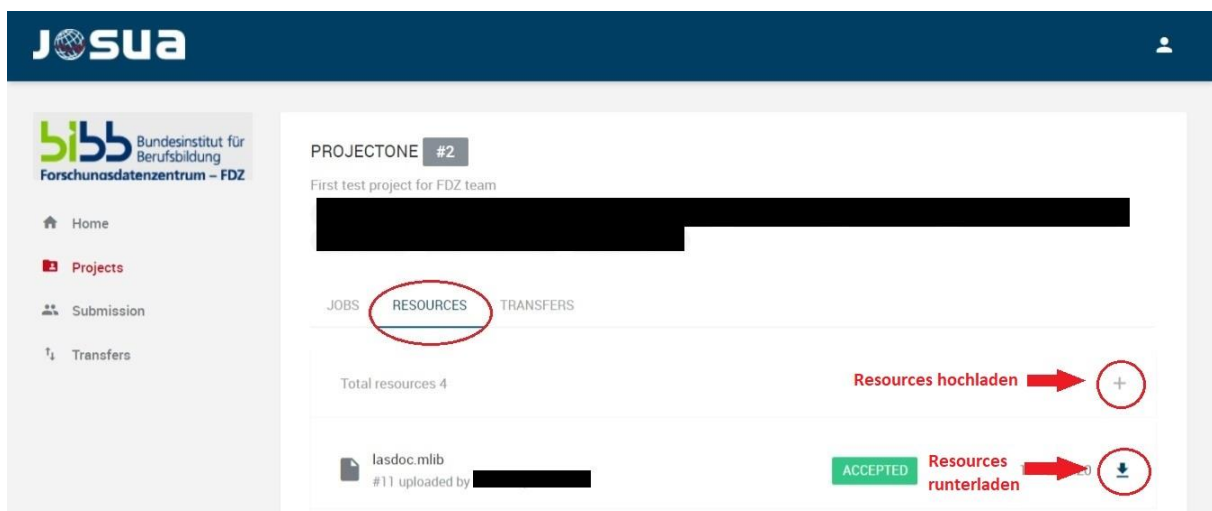 JOSUA
bibb Bundesinstitut für
Berufsbildung
Forschungsdatenzentrum – FDZ
Home
Projects
Submission
Transfers
PROJECTONE #2
First test project for FDZ team
JOBS RESOURCES TRANSFERS
Total resources 4
Resources hochladen
+
lasdoc.mlib
#11 uploaded by
ACCEPTED
Resources
runterladen